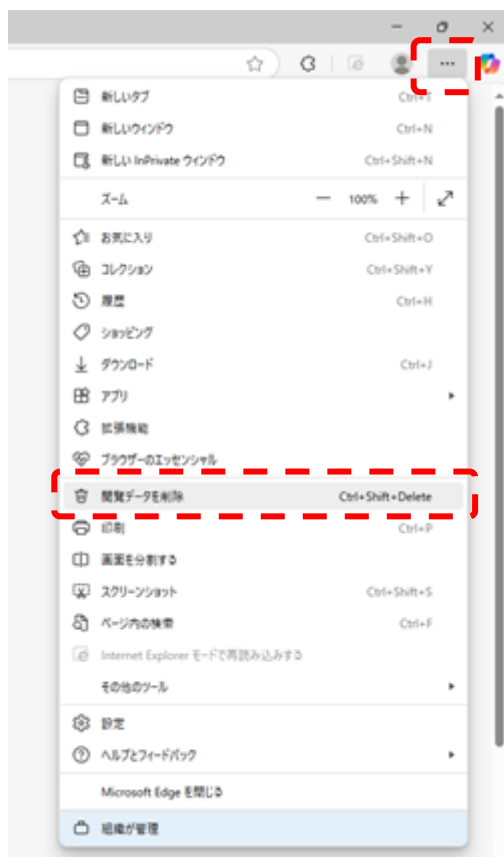 新しいタブ Ctrl+T
新しいウィンドウ Ctrl+N
新しい InPrivate ウィンドウ Ctrl+Shift+N
ズーム 100%
お気に入り Ctrl+Shift+O
コレクション Ctrl+Shift+Y
履歴 Ctrl+H
ショッピング
ダウンロード Ctrl+J
アプリ
拡張機能
ブラウザーのエッセンシャル
閲覧データを削除 Ctrl+Shift+Delete
印刷 Ctrl+P
画面を分割する
スクリーンショット Ctrl+Shift+S
ページ内の検索 Ctrl+F
Internet Explorer モードで再読み込みする
その他のツール
設定
ヘルプとフィードバック
Microsoft Edge を閉じる
組織が管理